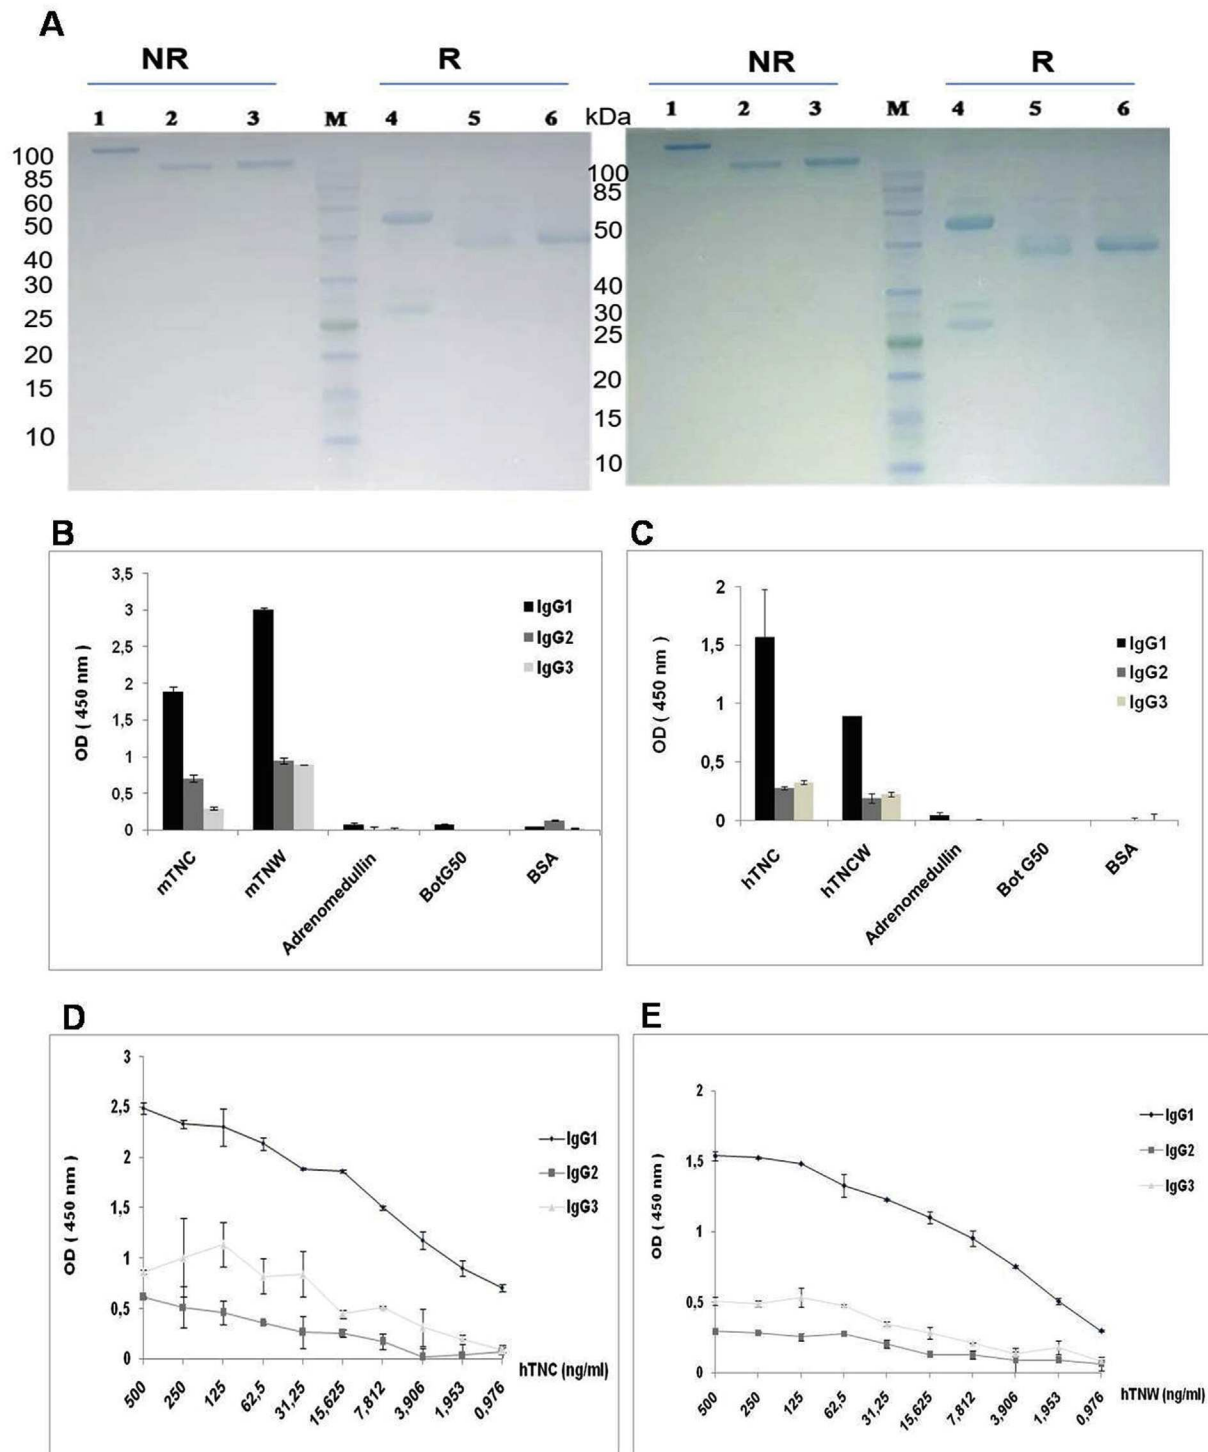 A
NR R
1 2 3 M 4 5 6
100
85
60
50
40
30
25
20
15
10
kDa
NR R
1 2 3 M 4 5 6
100
85
50
40
30
25
20
15
10
B
OD ( 450 nm )
3,5
3
2,5
2
1,5
1
0,5
0
IgG1
IgG2
IgG3
mTNC
mTNW
Adrenomedullin
BotG50
BSA
C
OD ( 450 nm )
2
1,5
1
0,5
0
IgG1
IgG2
IgG3
hTNC
hTNCW
Adrenomedullin
Bot G50
BSA
D
OD ( 450 nm )
3
2,5
2
1,5
1
0,5
0
IgG1
IgG2
IgG3
500 250 125 62,5 31,25 15,625 7,812 3,906 1,953 0,976
hTNC (ng/ml)
E
OD ( 450 nm )
2
1,5
1
0,5
0
IgG1
IgG2
IgG3
500 250 125 62,5 31,25 15,625 7,812 3,906 1,953 0,976
hTNW (ng/ml)